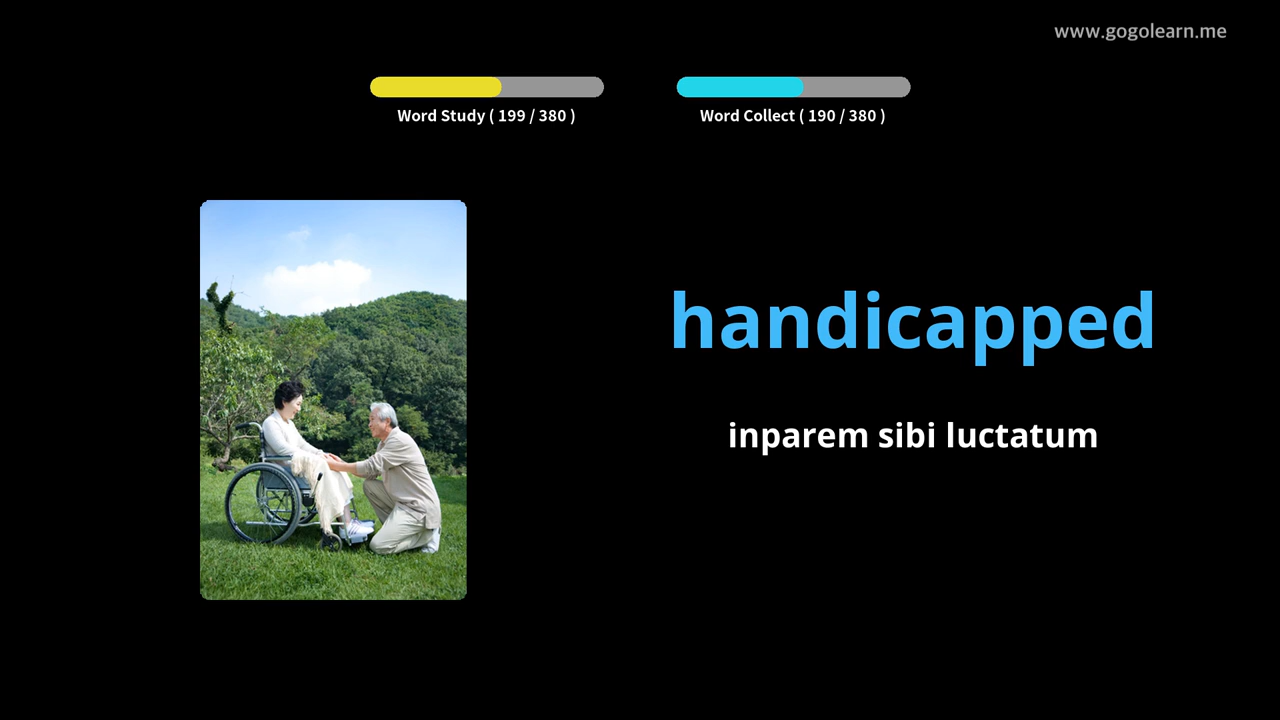 www.gogolearn.me
Word Study ( 199 / 380 )
Word Collect ( 190 / 380 )
handicapped
inparem sibi luctatum